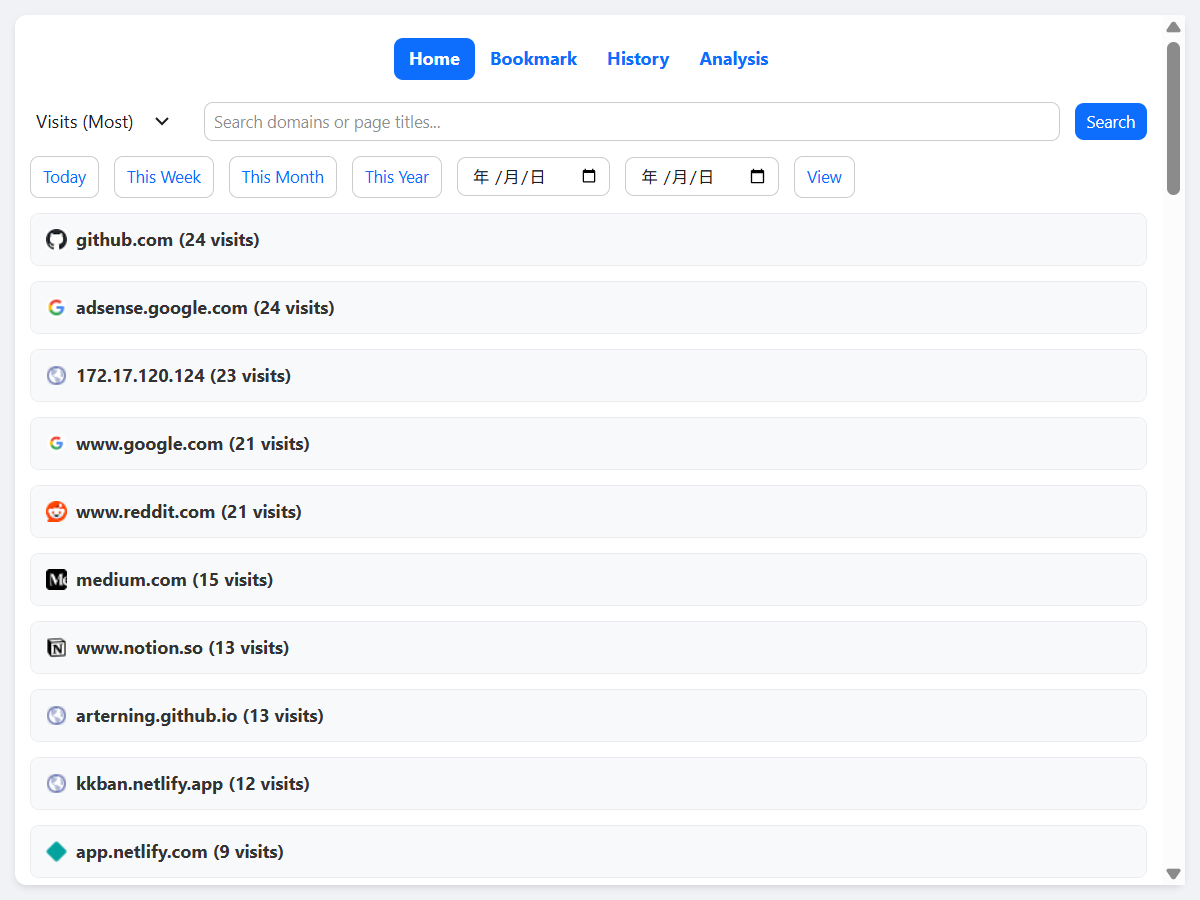 Home Bookmark History Analysis
Visits (Most) Search domains or page titles... Search
Today This Week This Month This Year 年 /月/日 年 /月/日 View
github.com (24 visits)
adsense.google.com (24 visits)
172.17.120.124 (23 visits)
www.google.com (21 visits)
www.reddit.com (21 visits)
medium.com (15 visits)
www.notion.so (13 visits)
arterning.github.io (13 visits)
kkban.netlify.app (12 visits)
app.netlify.com (9 visits)